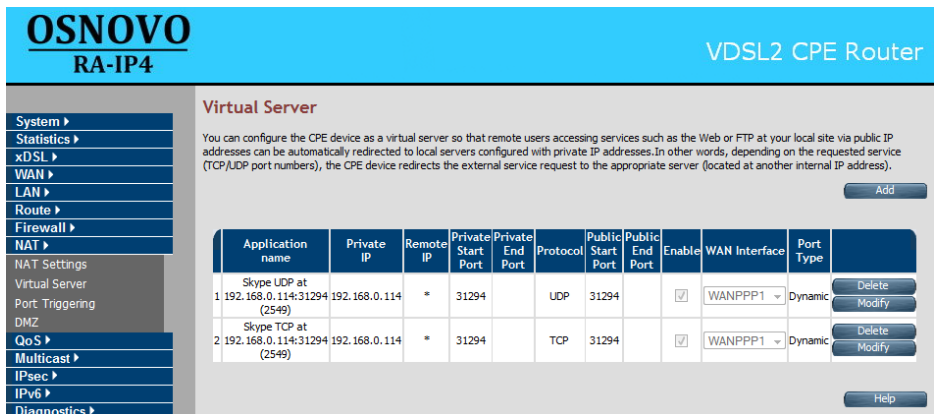 OSNOVO
RA-IP4
VDSL2 CPE Router
System
Statistics
xDSL
WAN
LAN
Route
Firewall
NAT
NAT Settings
Virtual Server
Port Triggering
DMZ
QoS
Multicast
IPsec
IPv6
Diagnostics
Virtual Server
You can configure the CPE device as a virtual server so that remote users accessing services such as the Web or FTP at your local site via public IP
addresses can be automatically redirected to local servers configured with private IP addresses.In other words, depending on the requested service
(TCP/UDP port numbers), the CPE device redirects the external service request to the appropriate server (located at another internal IP address).
Add
Application name Private IP Remote IP Private Start Port Private End Port Protocol Public Start Port Public End Port Enable WAN Interface Port Type
1 Skype UDP at 192.168.0.114:31294 (2549) 192.168.0.114 * 31294 UDP 31294 WANPPP1 Dynamic Delete Modify
2 Skype TCP at 192.168.0.114:31294 (2549) 192.168.0.114 * 31294 TCP 31294 WANPPP1 Dynamic Delete Modify
Help